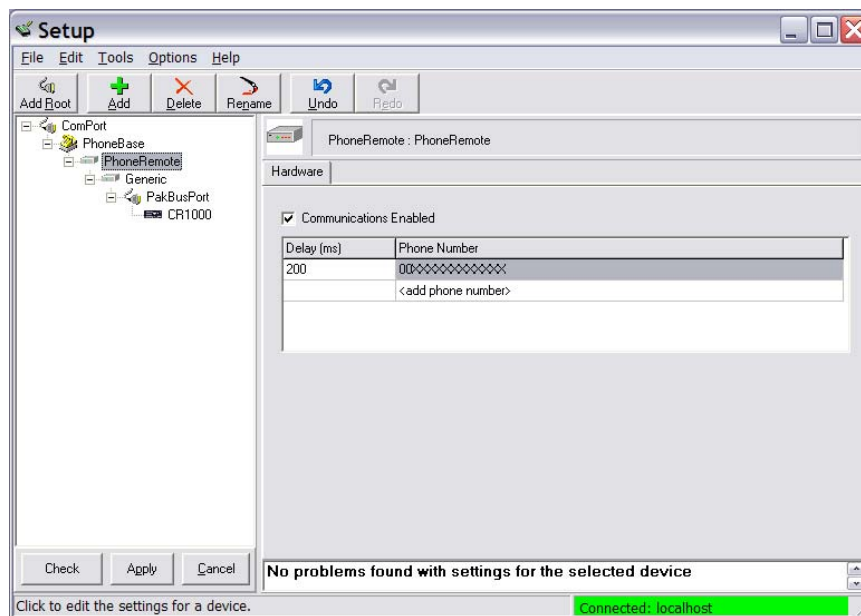 Setup
File Edit Tools Options Help
Add Root Add Delete Rename Undo Redo
ComPort
PhoneBase
PhoneRemote
Generic
PakBusPort
CR1000
PhoneRemote : PhoneRemote
Hardware
Communications Enabled
Delay (ms) Phone Number
200 00XXXXXXXXXXXX
<add phone number>
Check Apply Cancel
No problems found with settings for the selected device
Click to edit the settings for a device.
Connected: localhost